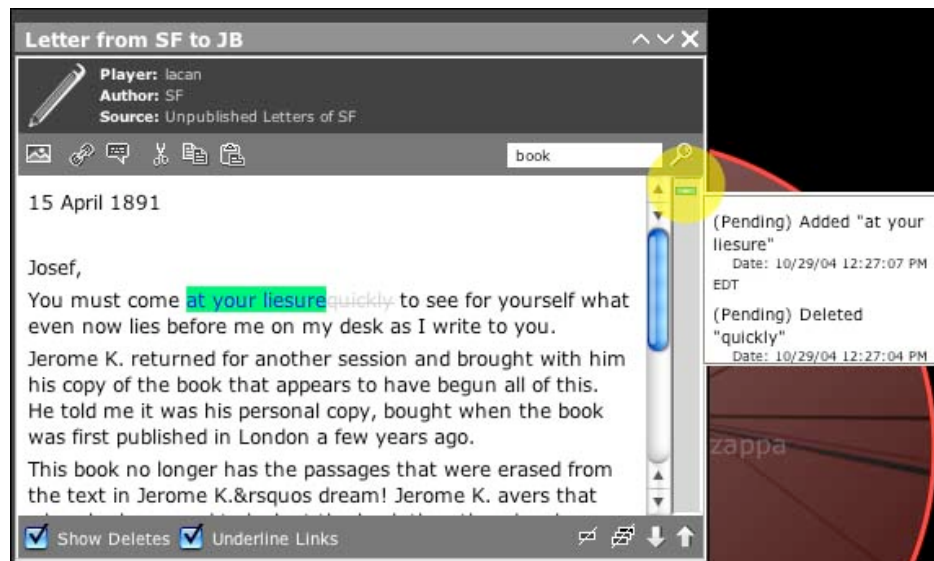 Letter from SF to JB
Player: lacan
Author: SF
Source: Unpublished Letters of SF
book
15 April 1891
Josef,
You must come at your liesurequickly to see for yourself what
even now lies before me on my desk as I write to you.
Jerome K. returned for another session and brought with him
his copy of the book that appears to have begun all of this.
He told me it was his personal copy, bought when the book
was first published in London a few years ago.
This book no longer has the passages that were erased from
the text in Jerome K.&rsquos dream! Jerome K. avers that
Show Deletes Underline Links
(Pending) Added "at your
liesure"
Date: 10/29/04 12:27:07 PM
EDT
(Pending) Deleted
"quickly"
Date: 10/29/04 12:27:04 PM
zappa